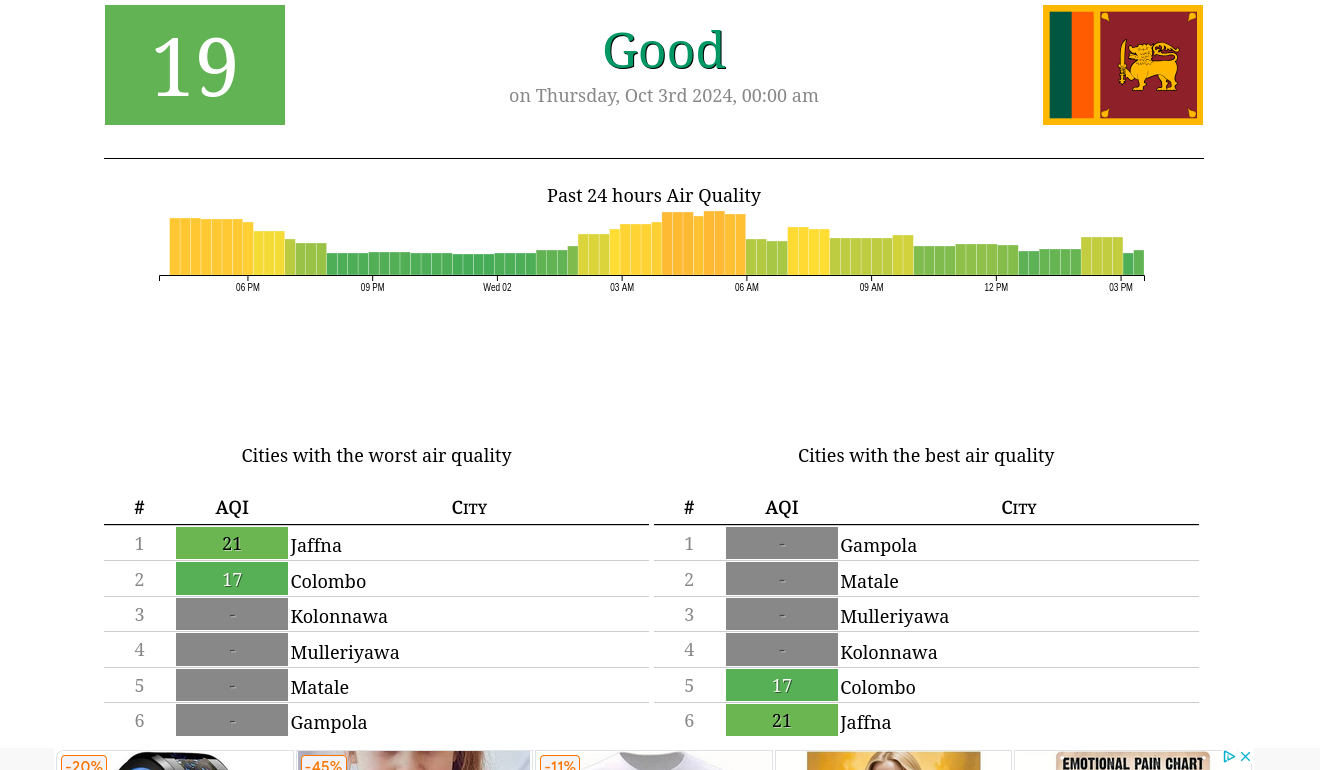 19
Good
on Thursday, Oct 3rd 2024, 00:00 am
Past 24 hours Air Quality
06 PM 09 PM Wed 02 03 AM 06 AM 09 AM 12 PM 03 PM
Cities with the worst air quality
# AQI City
1 21 Jaffna
2 17 Colombo
3 - Kolonnawa
4 - Mulleriyawa
5 - Matale
6 - Gampola
Cities with the best air quality
# AQI City
1 - Gampola
2 - Matale
3 - Mulleriyawa
4 - Kolonnawa
5 17 Colombo
6 21 Jaffna
-20% -45% -11% EMOTIONAL PAIN CHART